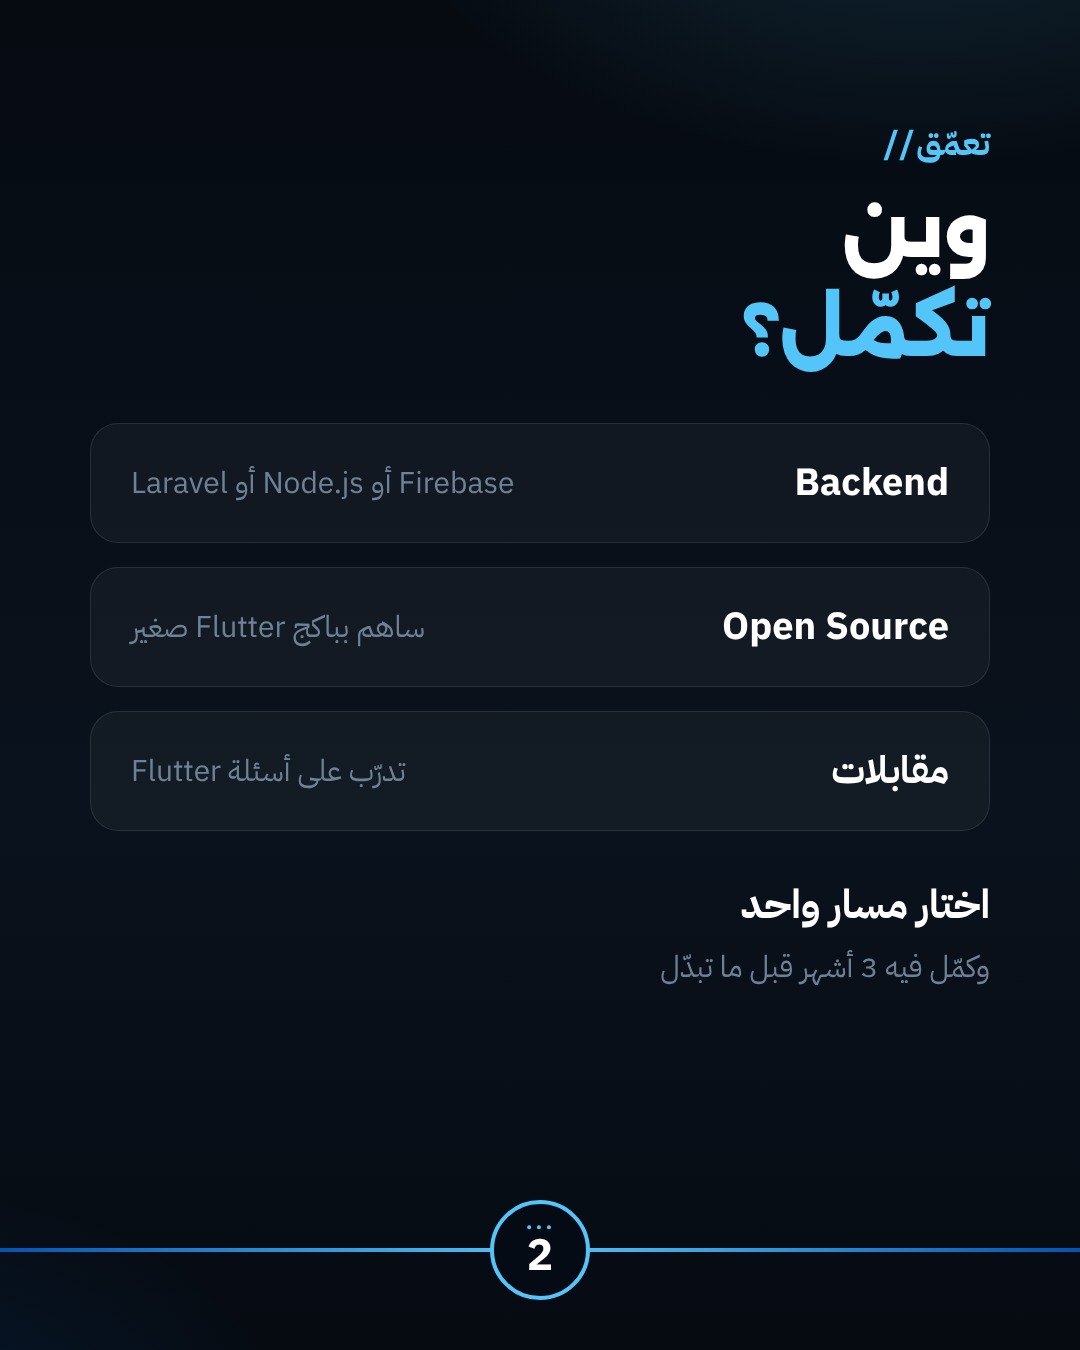 تعمّق //
وين
تكمّل؟
Backend
Firebase أو Node.js أو Laravel
Open Source
ساهم بباكج Flutter صغير
مقابلات
تدرّب على أسئلة Flutter
اختار مسار واحد
وكمّل فيه 3 أشهر قبل ما تبدّل
...
2